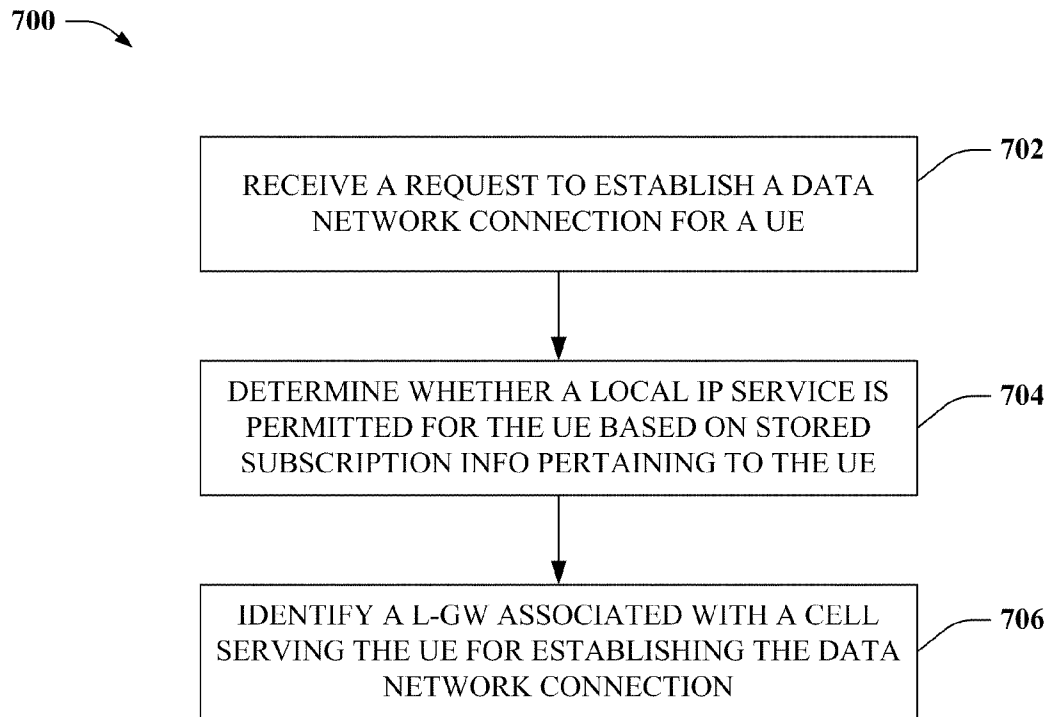 700
702
RECEIVE A REQUEST TO ESTABLISH A DATA
NETWORK CONNECTION FOR A UE
704
DETERMINE WHETHER A LOCAL IP SERVICE IS
PERMITTED FOR THE UE BASED ON STORED
SUBSCRIPTION INFO PERTAINING TO THE UE
706
IDENTIFY A L-GW ASSOCIATED WITH A CELL
SERVING THE UE FOR ESTABLISHING THE DATA
NETWORK CONNECTION